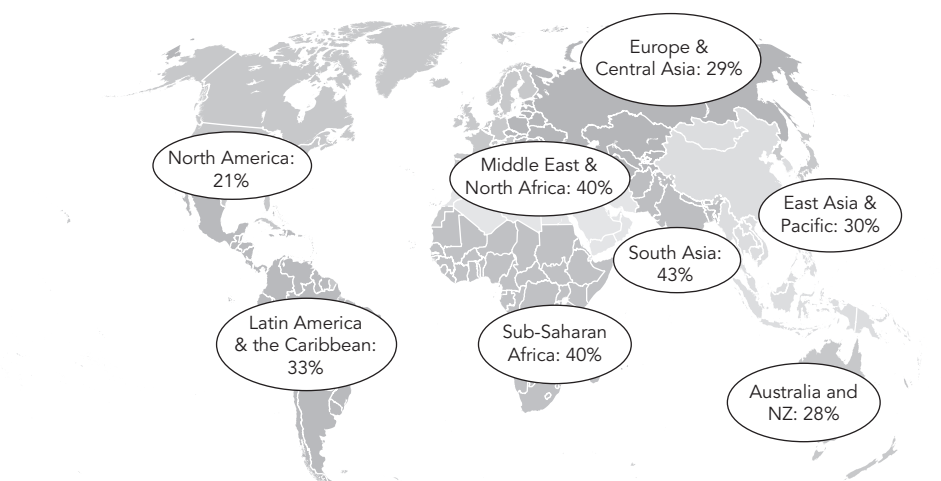 Europe &
Central Asia: 29%
North America:
21%
Middle East &
North Africa: 40%
East Asia &
Pacific: 30%
South Asia:
43%
Latin America
& the Caribbean:
33%
Sub-Saharan
Africa: 40%
Australia and
NZ: 28%